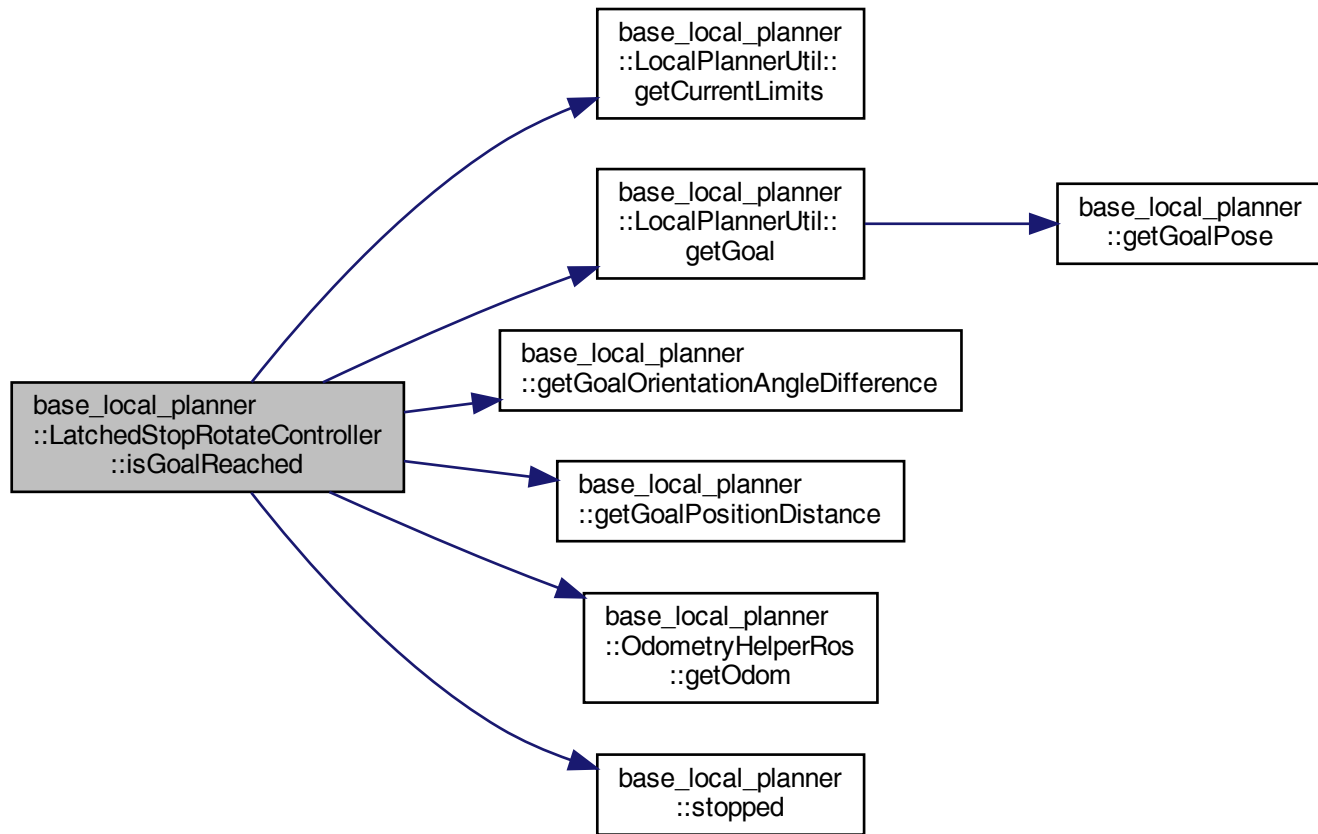 base_local_planner
::LocalPlannerUtil::
getCurrentLimits
base_local_planner
::LocalPlannerUtil::
getGoal
base_local_planner
::getGoalPose
base_local_planner
::getGoalOrientationAngleDifference
base_local_planner
::LatchedStopRotateController
::isGoalReached
base_local_planner
::getGoalPositionDistance
base_local_planner
::OdometryHelperRos
::getOdom
base_local_planner
::stopped